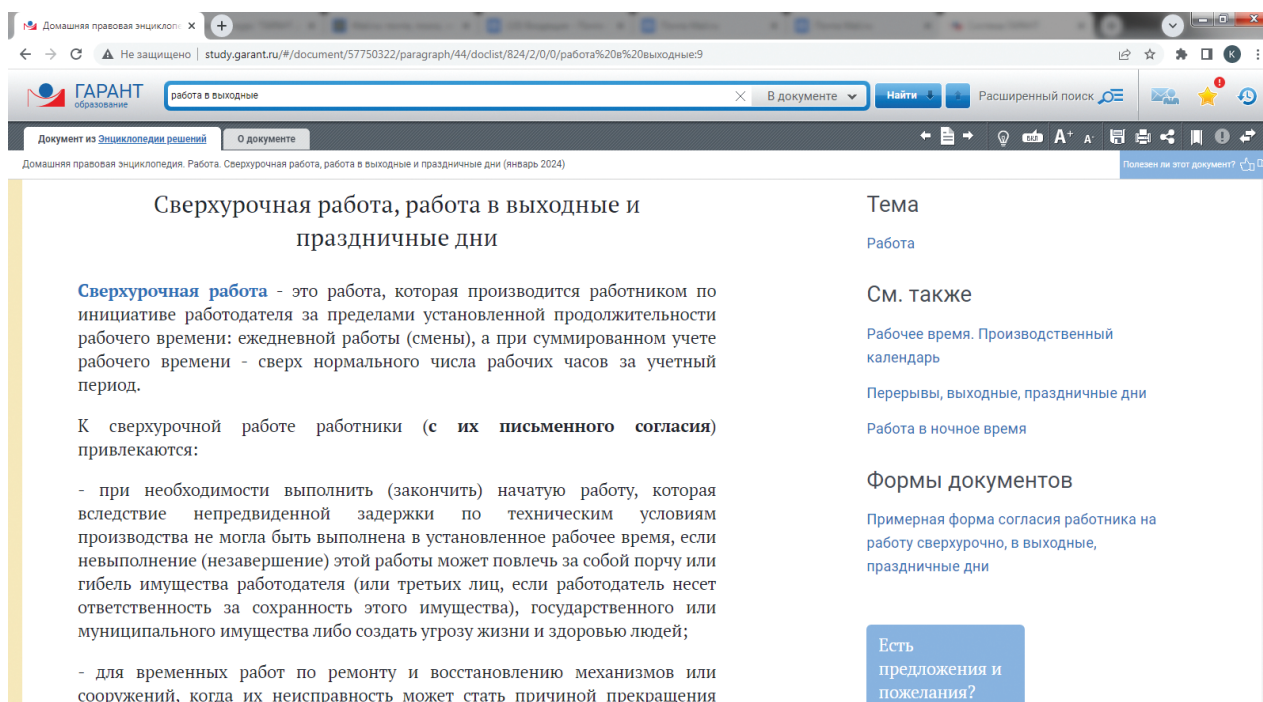 Домашняя правовая энциклопе
Не защищено study.garant.ru/#/document/57750322/paragraph/44/doclist/824/2/0/0/работа%20в%20выходные:9
К
ГАРАНТ
образование
работа в выходные
В документе
Найти
Расширенный поиск
Документ из Энциклопедии решений
О документе
ВКЛ
A+ A-
Домашняя правовая энциклопедия. Работа. Сверхурочная работа, работа в выходные и праздничные дни (январь 2024)
Полезен ли этот документ?
Сверхурочная работа, работа в выходные и
праздничные дни
Сверхурочная работа - это работа, которая производится работником по
инициативе работодателя за пределами установленной продолжительности
рабочего времени: ежедневной работы (смены), а при суммированном учете
рабочего времени - сверх нормального числа рабочих часов за учетный
период.
К сверхурочной работе работники (с их письменного согласия)
привлекаются:
- при необходимости выполнить (закончить) начатую работу, которая
вследствие непредвиденной задержки по техническим условиям
производства не могла быть выполнена в установленное рабочее время, если
невыполнение (незавершение) этой работы может повлечь за собой порчу или
гибель имущества работодателя (или третьих лиц, если работодатель несет
ответственность за сохранность этого имущества), государственного или
муниципального имущества либо создать угрозу жизни и здоровью людей;
- для временных работ по ремонту и восстановлению механизмов или
сооружений, когда их неисправность может стать причиной прекращения
Тема
Работа
См. также
Рабочее время. Производственный
календарь
Перерывы, выходные, праздничные дни
Работа в ночное время
Формы документов
Примерная форма согласия работника на
работу сверхурочно, в выходные,
праздничные дни
Есть
предложения и
пожелания?